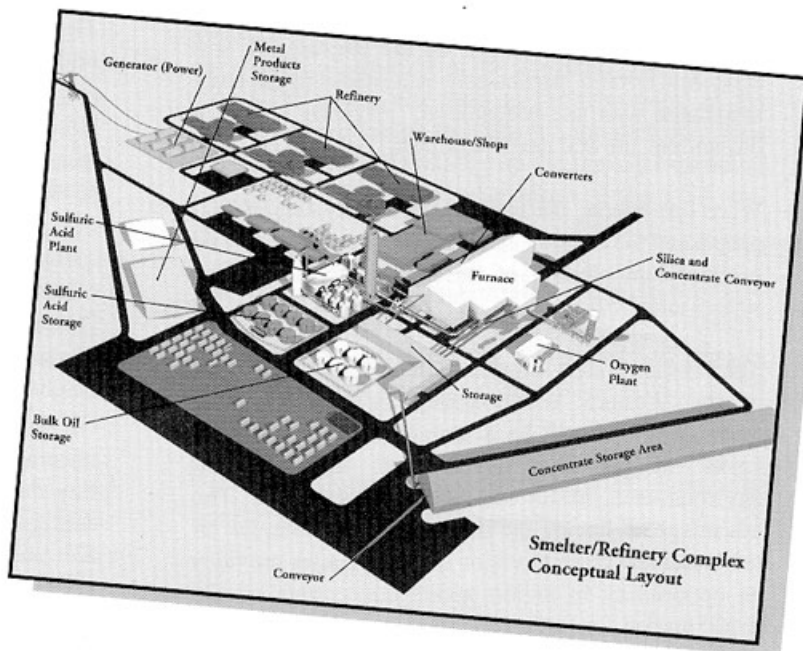 Metal
Products
Storage
Generator (Power)
Refinery
Warehouse/Shops
Converters
Sulfuric
Acid
Plant
Silica and
Concentrate Conveyor
Furnace
Sulfuric
Acid
Storage
Oxygen
Plant
Storage
Bulk Oil
Storage
Concentrate Storage Area
Conveyor
Smelter/Refinery Complex
Conceptual Layout